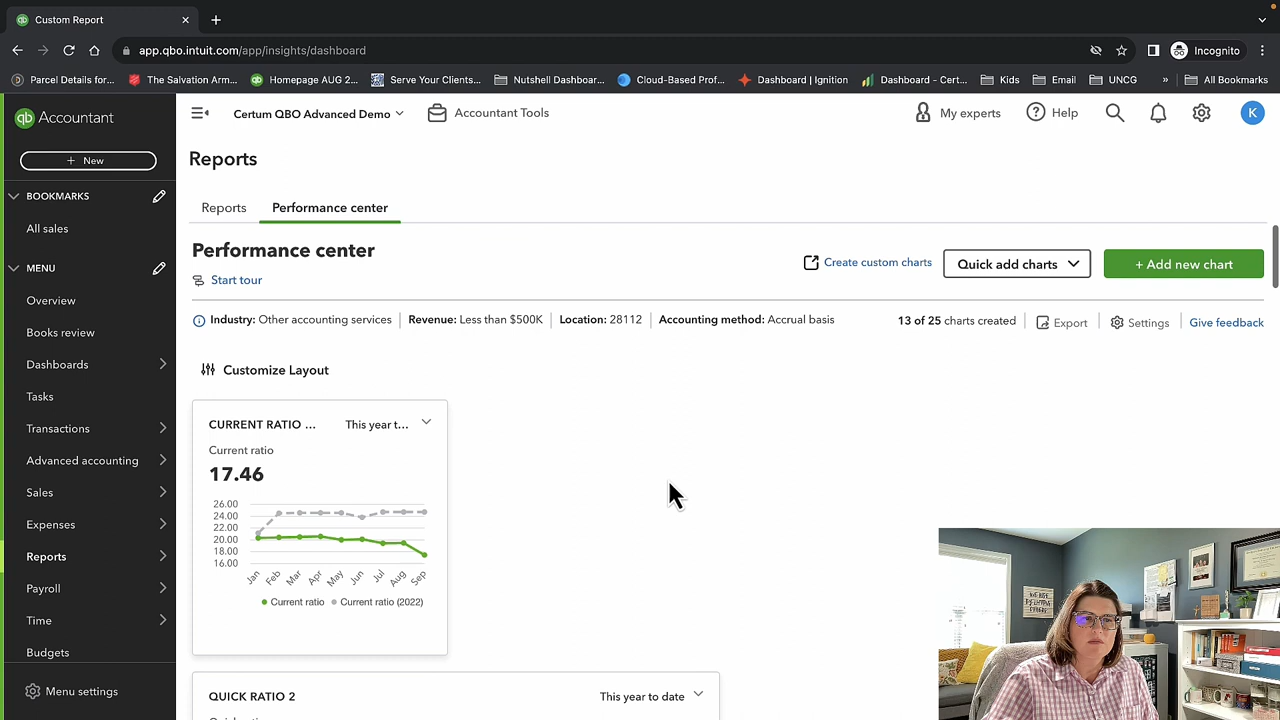 Custom Report
app.qbo.intuit.com/app/insights/dashboard
Incognito
Parcel Details for...
The Salvation Arm...
Homepage AUG 2...
Serve Your Clients...
Nutshell Dashboar...
Cloud-Based Prof...
Dashboard | Ignition
Dashboard - Cert...
Kids
Email
UNCG
»
All Bookmarks
qb Accountant
Certum QBO Advanced Demo
Accountant Tools
My experts
Help
K
+ New
BOOKMARKS
All sales
MENU
Overview
Books review
Dashboards
Tasks
Transactions
Advanced accounting
Sales
Expenses
Reports
Payroll
Time
Budgets
Menu settings
Reports
Reports
Performance center
Performance center
Start tour
Create custom charts
Quick add charts
+ Add new chart
Industry: Other accounting services
Revenue: Less than $500K
Location: 28112
Accounting method: Accrual basis
13 of 25 charts created
Export
Settings
Give feedback
Customize Layout
CURRENT RATIO ...
This year t...
Current ratio
17.46
26.00
24.00
22.00
20.00
18.00
16.00
Jan
Feb
Mar
Apr
May
Jun
Jul
Aug
Sep
Current ratio
Current ratio (2022)
QUICK RATIO 2
This year to date